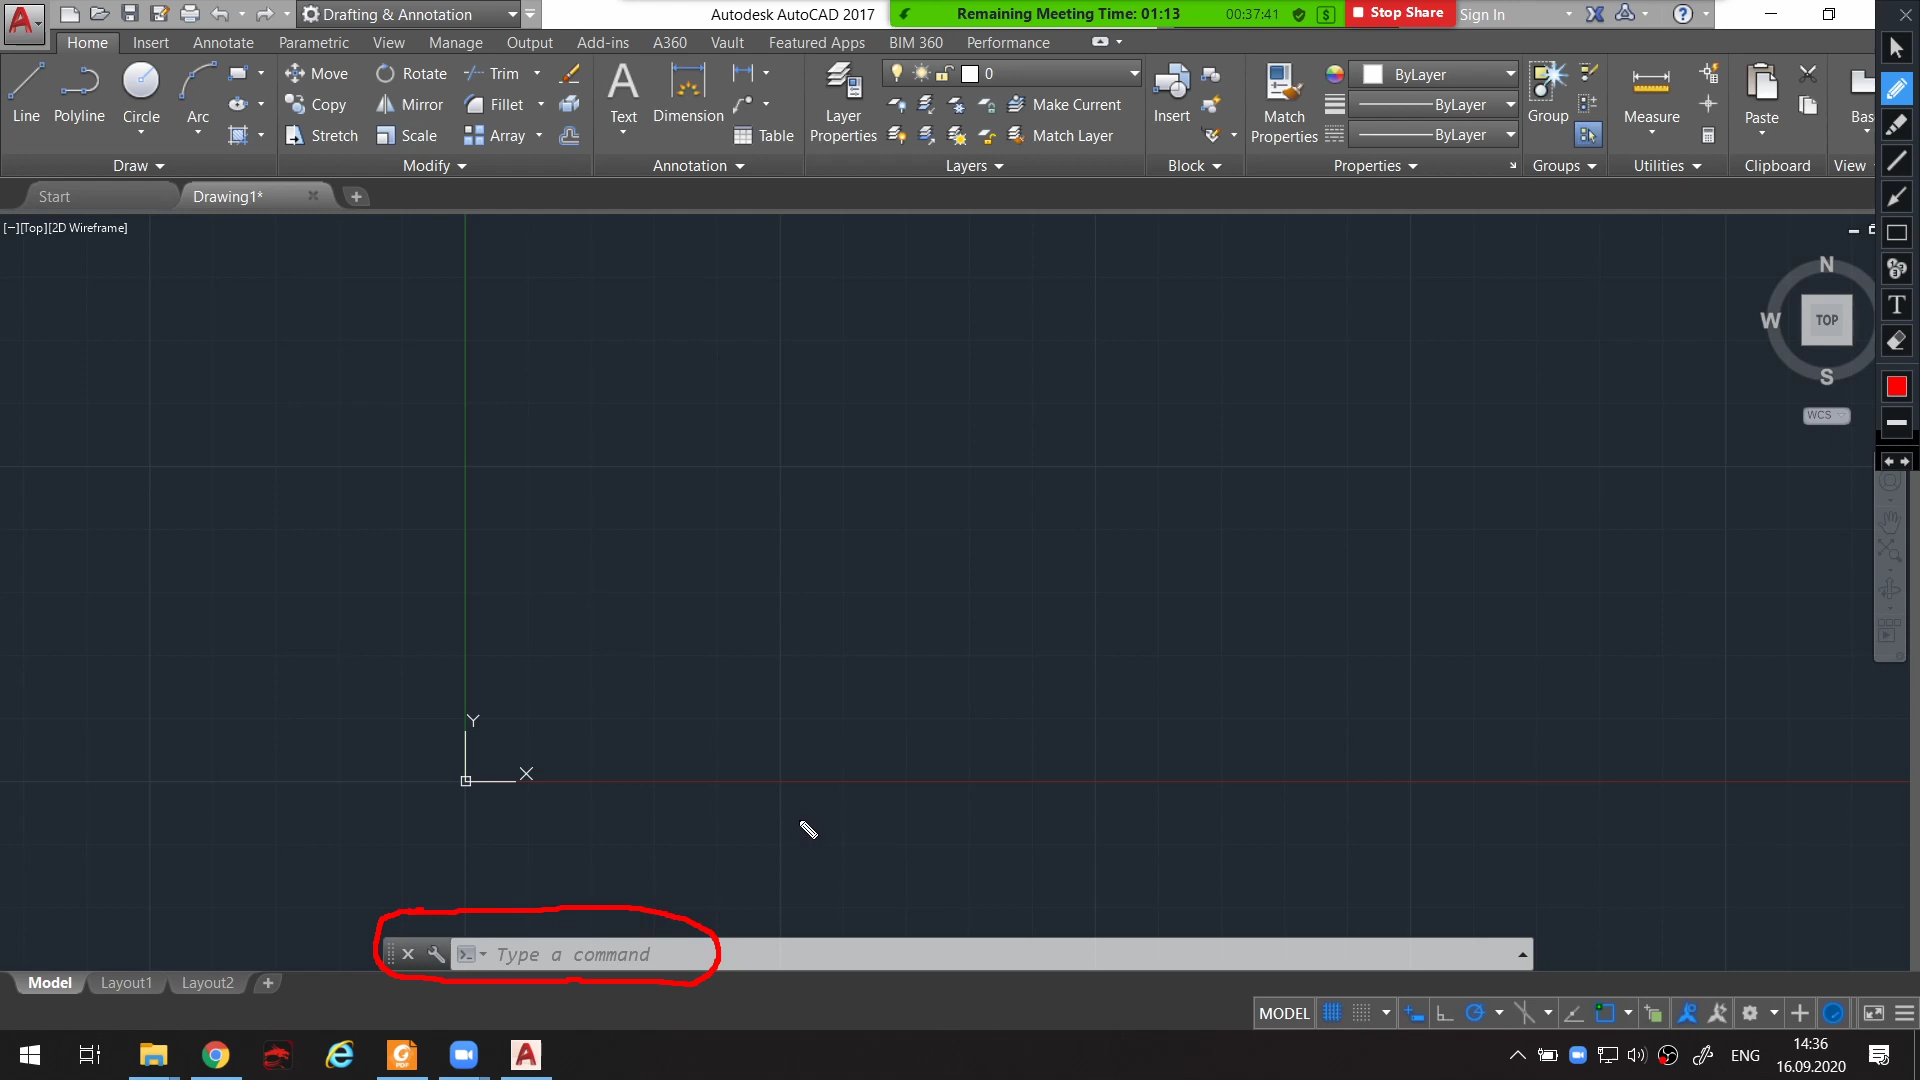 Drafting & Annotation
Autodesk AutoCAD 2017
Remaining Meeting Time: 01:13
00:37:41
Stop Share
Sign In
Home
Insert
Annotate
Parametric
View
Manage
Output
Add-ins
A360
Vault
Featured Apps
BIM 360
Performance
Line
Polyline
Circle
Arc
Move
Rotate
Trim
Copy
Mirror
Fillet
Stretch
Scale
Array
Text
Dimension
Table
Layer
Properties
0
Make Current
Match Layer
Insert
Match
Properties
ByLayer
ByLayer
ByLayer
Group
Measure
Paste
Bas
Draw
Modify
Annotation
Layers
Block
Properties
Groups
Utilities
Clipboard
View
Start
Drawing1*
[−][Top][2D Wireframe]
N
W
TOP
S
WCS
Y
X
Type a command
Model
Layout1
Layout2
MODEL
ENG
14:36
16.09.2020